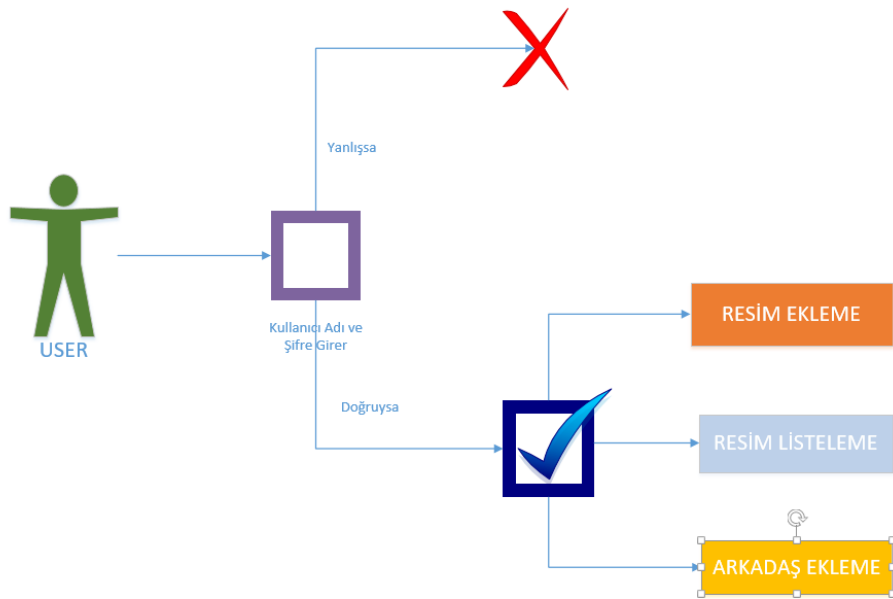 Yanlışsa
USER
Kullanıcı Adı ve
Şifre Girer
Doğruysa
RESİM EKLEME
RESİM LİSTELEME
ARKADAŞ EKLEME